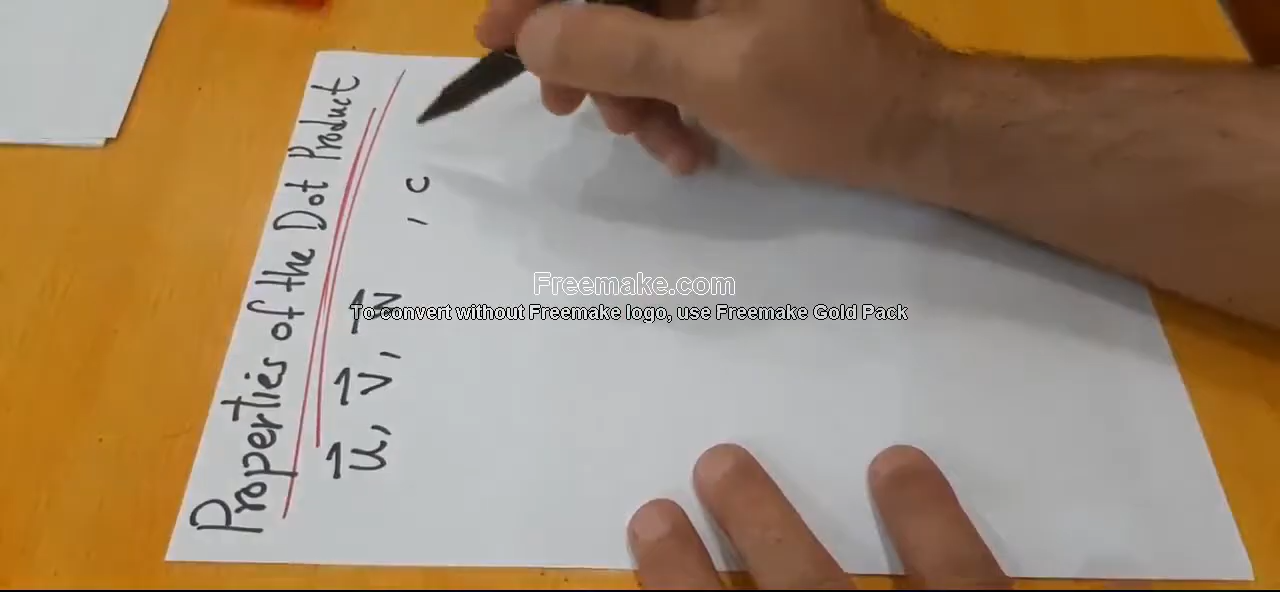 Properties of the Dot Product
u⃗, v⃗, w⃗, c
Freemake.com
To convert without Freemake logo, use Freemake Gold Pack